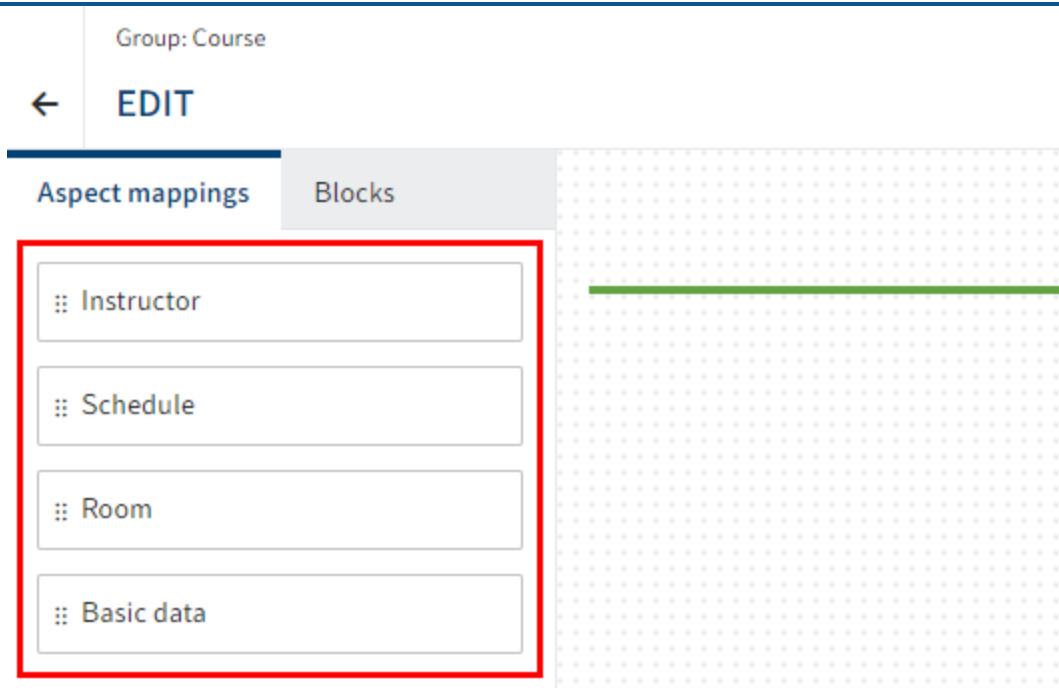 Group: Course
EDIT
Aspect mappings
Blocks
Instructor
Schedule
Room
Basic data